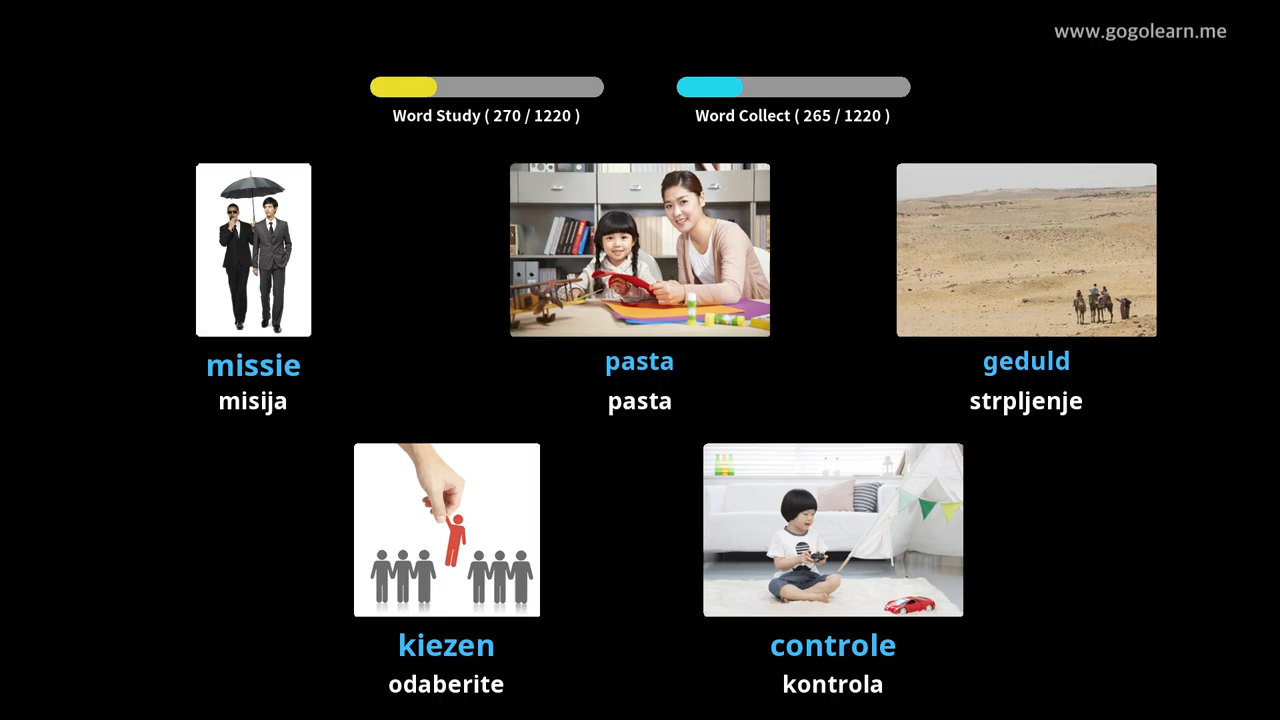 www.gogolearn.me
Word Study ( 270 / 1220 )
Word Collect ( 265 / 1220 )
missie
misija
pasta
pasta
geduld
strpljenje
kiezen
odaberite
controle
kontrola